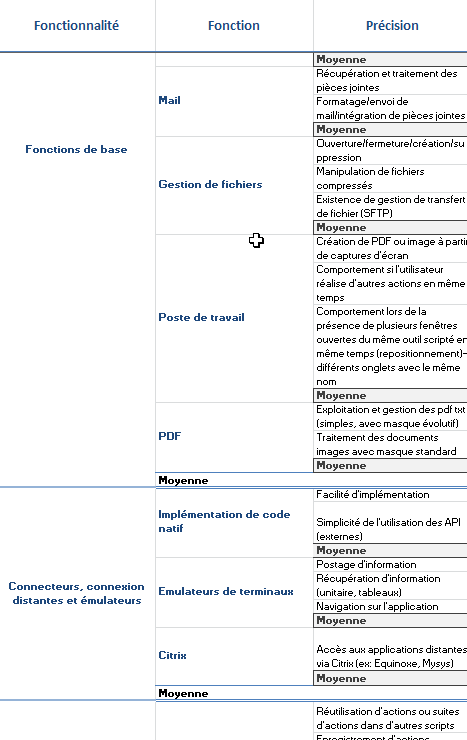 Fonctionnalité Fonction Précision
Moyenne
Récupération et traitement des
pièces jointes
Mail
Formatage/envoi de
mail/intégration de pièces jointes
Moyenne
Fonctions de base
Ouverture/fermeture/création/su
ppression
Gestion de fichiers
Manipulation de fichiers
compressés
Existence de gestion de transfert
de fichier (SFTP)
Moyenne
Création de PDF ou image à parti
de captures d'écran
Comportement si l'utilisateur
réalise d'autres actions en même
temps
Poste de travail
Comportement lors de la
présence de plusieurs fenêtres
ouvertes du même outil scripté en
même temps (repositionnement)-
différents onglets avec le même
nom
Moyenne
Exploitation et gestion des pdf txt
(simples, avec masque évolutif)
PDF
Traitement des documents
images avec masque standard
Moyenne
Moyenne
Facilité d'implémentation
Implémentation de code
natif
Simplicité de l'utilisation des API
(externes)
Moyenne
Connecteurs, connexion
distantes et émulateurs
Postage d'information
Emulateurs de terminaux
Récupération d'information
(unitaire, tableaux)
Navigation sur l'application
Moyenne
Citrix
Accès aux applications distantes
via Citrix (ex: Equinoxe, Mysys)
Moyenne
Moyenne
Réutilisation d'actions ou suites
d'actions dans d'autres scripts
Enregistrement d'actions